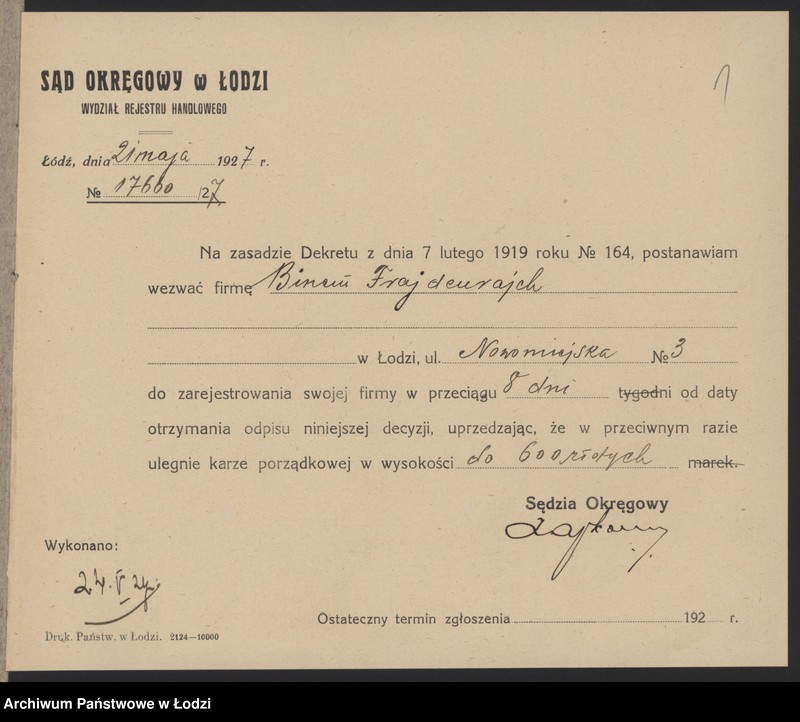 1
SĄD OKRĘGOWY w ŁODZI
WYDZIAŁ REJESTRU HANDLOWEGO
Łódź, dnia 21 maja 1927 r.
№ 17660 /27
Na zasadzie Dekretu z dnia 7 lutego 1919 roku № 164, postanawiam
wezwać firmę Binem Frajdenrajch
w Łodzi, ul. Nowomiejska № 3
do zarejestrowania swojej firmy w przeciągu 8 dni tygodni od daty
otrzymania odpisu niniejszej decyzji, uprzedzając, że w przeciwnym razie
ulegnie karze porządkowej w wysokości do 600 złotych marek.
Sędzia Okręgowy
Wykonano:
24. V 27.
Ostateczny termin zgłoszenia 192 r.
Druk. Państw. w Łodzi. 2124—10000
Archiwum Państwowe w Łodzi